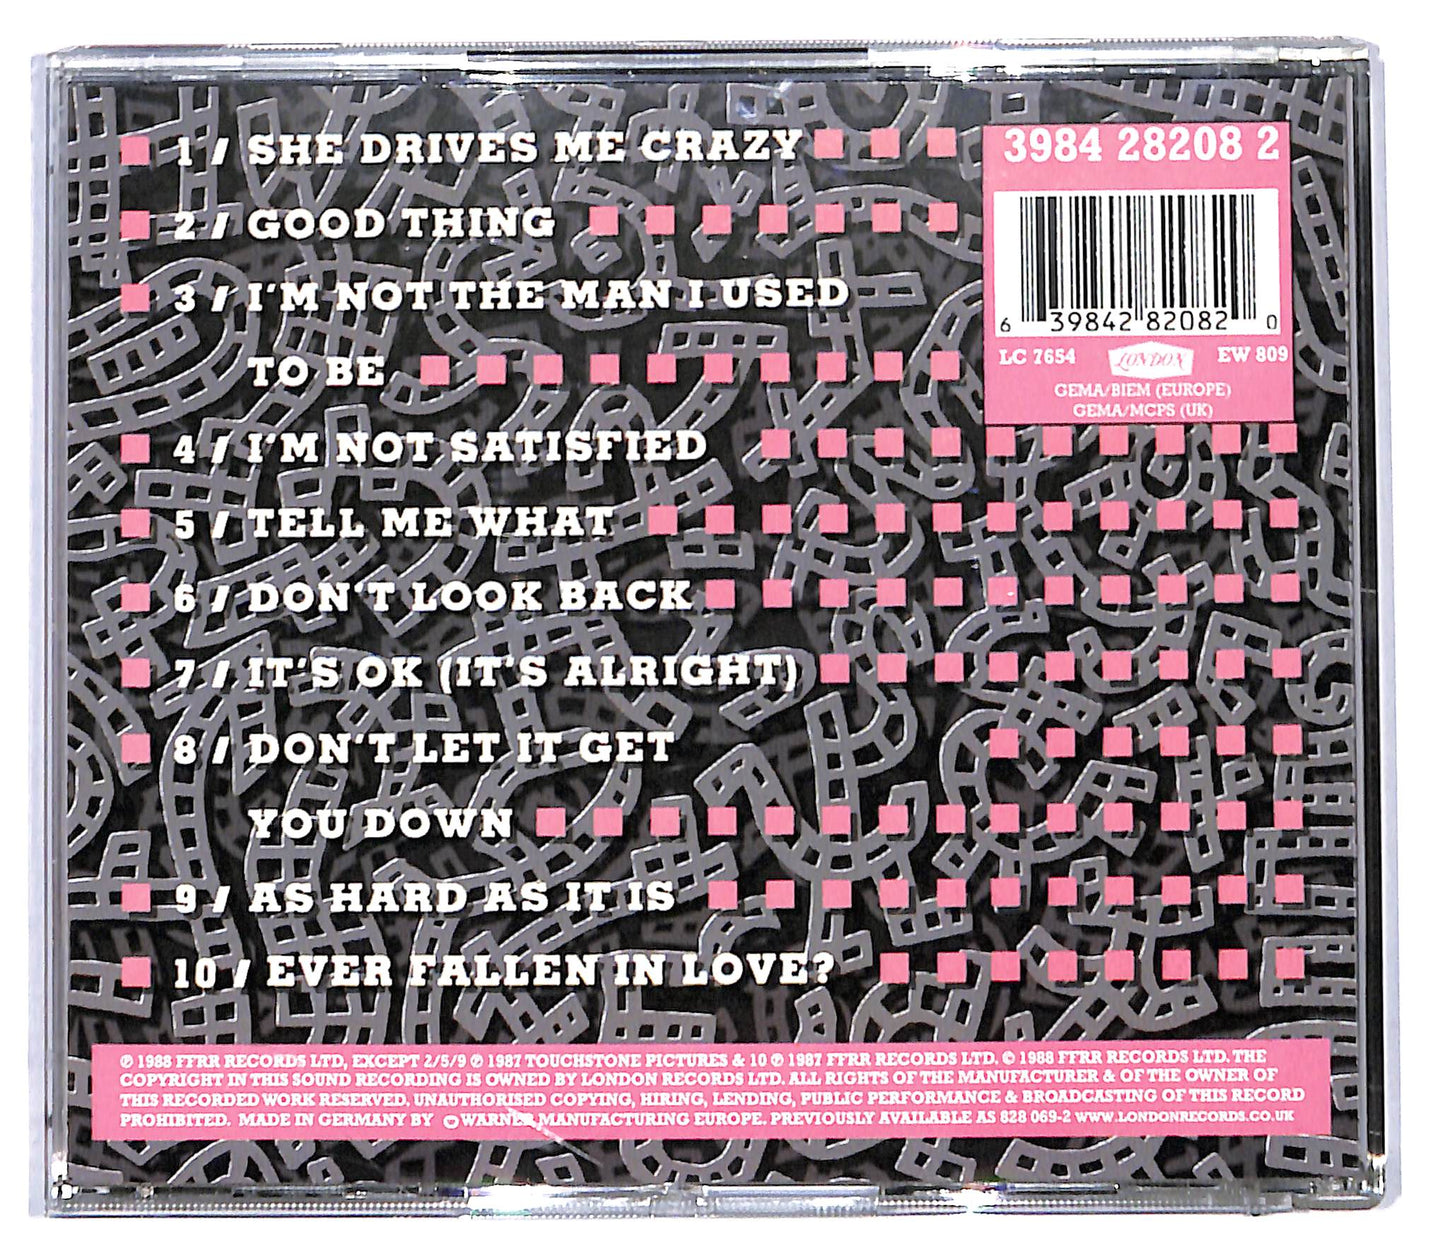 1 / SHE DRIVES ME CRAZY
2 / GOOD THING
3 / I'M NOT THE MAN I USED
TO BE
4 / I'M NOT SATISFIED
5 / TELL ME WHAT
6 / DON'T LOOK BACK
7 / IT'S OK (IT'S ALRIGHT)
8 / DON'T LET IT GET
YOU DOWN
9 / AS HARD AS IT IS
10 / EVER FALLEN IN LOVE?
3984 28208 2
6 39842 82082 0
LC 7654 LONDON EW 809
GEMA/BIEM (EUROPE)
GEMA/MCPS (UK)
℗ 1988 FFRR RECORDS LTD, EXCEPT 2/5/9 ℗ 1987 TOUCHSTONE PICTURES & 10 ℗ 1987 FFRR RECORDS LTD. © 1988 FFRR RECORDS LTD. THE
COPYRIGHT IN THIS SOUND RECORDING IS OWNED BY LONDON RECORDS LTD. ALL RIGHTS OF THE MANUFACTURER & OF THE OWNER OF
THIS RECORDED WORK RESERVED. UNAUTHORISED COPYING, HIRING, LENDING, PUBLIC PERFORMANCE & BROADCASTING OF THIS RECORD
PROHIBITED. MADE IN GERMANY BY WARNER MANUFACTURING EUROPE. PREVIOUSLY AVAILABLE AS 828 069-2 WWW.LONDONRECORDS.CO.UK